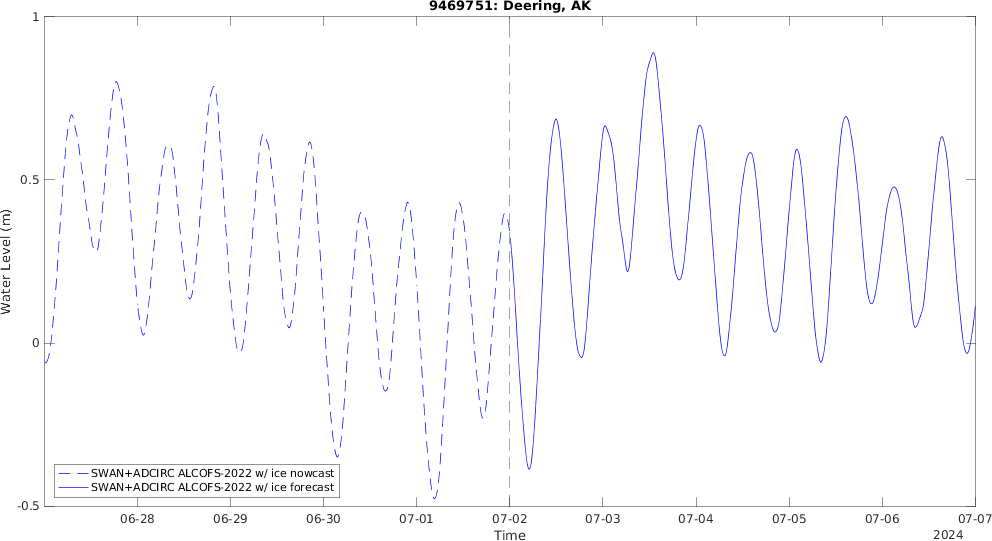 9469751: Deering, AK
Water Level (m)
1
0.5
0
-0.5
SWAN+ADCIRC ALCOFS-2022 w/ ice nowcast
SWAN+ADCIRC ALCOFS-2022 w/ ice forecast
06-28 06-29 06-30 07-01 07-02 07-03 07-04 07-05 07-06 07-07
Time
2024